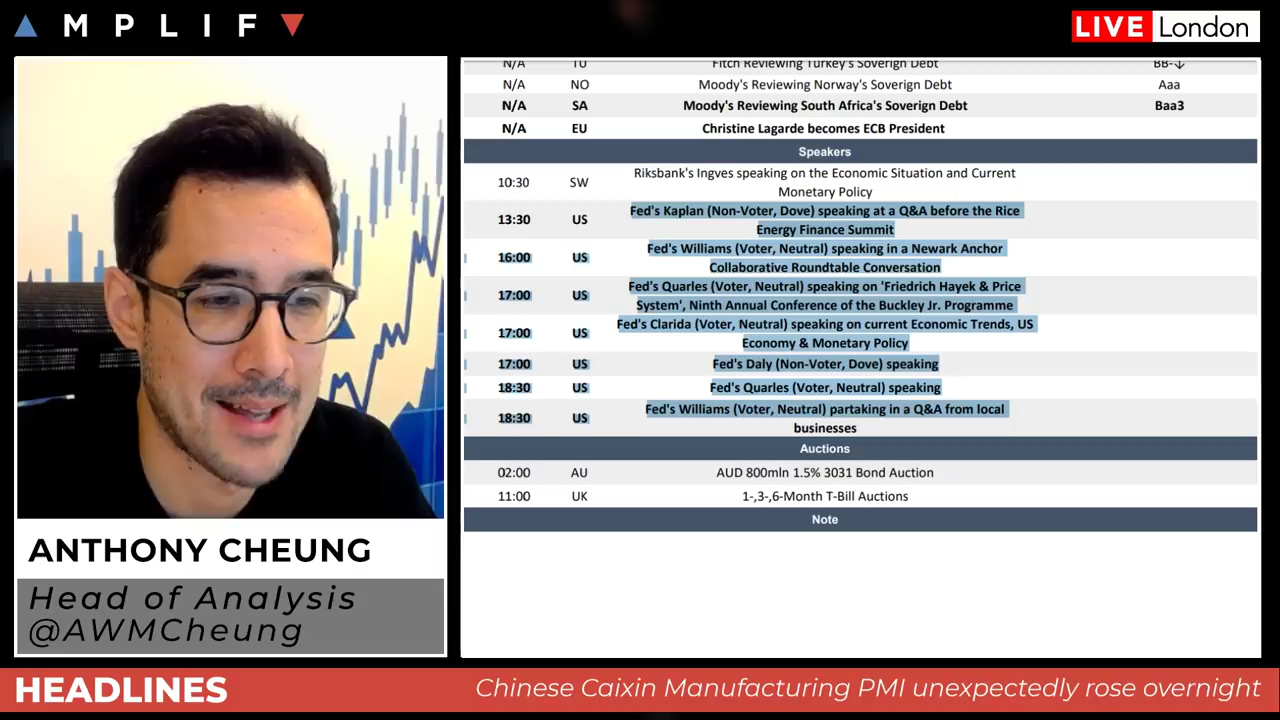 AMPLIFY
LIVE London
N/A TU Fitch Reviewing Turkey's Soverign Debt BB-↓
N/A NO Moody's Reviewing Norway's Soverign Debt Aaa
N/A SA Moody's Reviewing South Africa's Soverign Debt Baa3
N/A EU Christine Lagarde becomes ECB President
Speakers
10:30 SW Riksbank's Ingves speaking on the Economic Situation and Current
Monetary Policy
13:30 US Fed's Kaplan (Non-Voter, Dove) speaking at a Q&A before the Rice
Energy Finance Summit
16:00 US Fed's Williams (Voter, Neutral) speaking in a Newark Anchor
Collaborative Roundtable Conversation
17:00 US Fed's Quarles (Voter, Neutral) speaking on 'Friedrich Hayek & Price
System', Ninth Annual Conference of the Buckley Jr. Programme
17:00 US Fed's Clarida (Voter, Neutral) speaking on current Economic Trends, US
Economy & Monetary Policy
17:00 US Fed's Daly (Non-Voter, Dove) speaking
18:30 US Fed's Quarles (Voter, Neutral) speaking
18:30 US Fed's Williams (Voter, Neutral) partaking in a Q&A from local
businesses
Auctions
02:00 AU AUD 800mln 1.5% 3031 Bond Auction
11:00 UK 1-,3-,6-Month T-Bill Auctions
Note
ANTHONY CHEUNG
Head of Analysis
@AWMCheung
HEADLINES Chinese Caixin Manufacturing PMI unexpectedly rose overnight